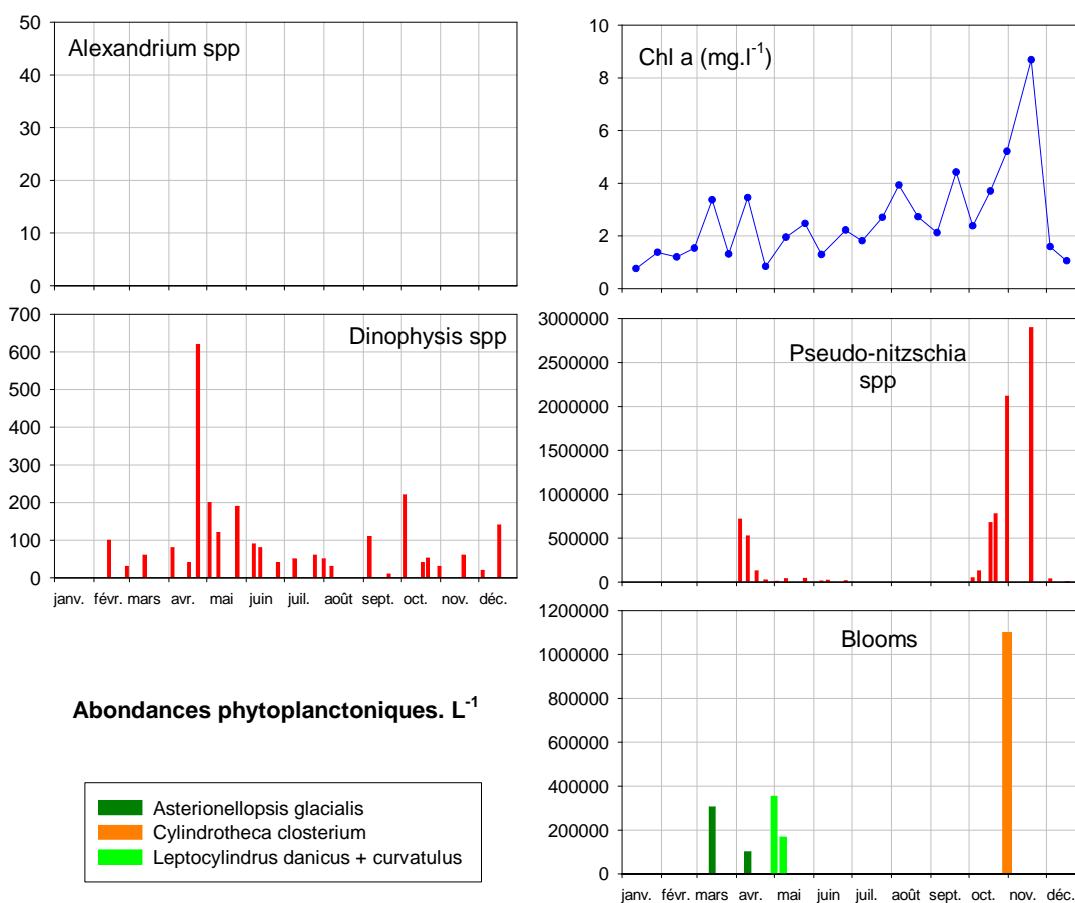 Alexandrium spp
50
40
30
20
10
0
Chl a (mg.l⁻¹)
10
8
6
4
2
0
Dinophysis spp
700
600
500
400
300
200
100
0
janv. févr. mars avr. mai juin juil. août sept. oct. nov. déc.
Pseudo-nitzschia
spp
3000000
2500000
2000000
1500000
1000000
500000
0
Blooms
1200000
1000000
800000
600000
400000
200000
0
janv. févr. mars avr. mai juin juil. août sept. oct. nov. déc.
Abondances phytoplanctoniques. L⁻¹
Asterionellopsis glacialis
Cylindrotheca closterium
Leptocylindrus danicus + curvatulus